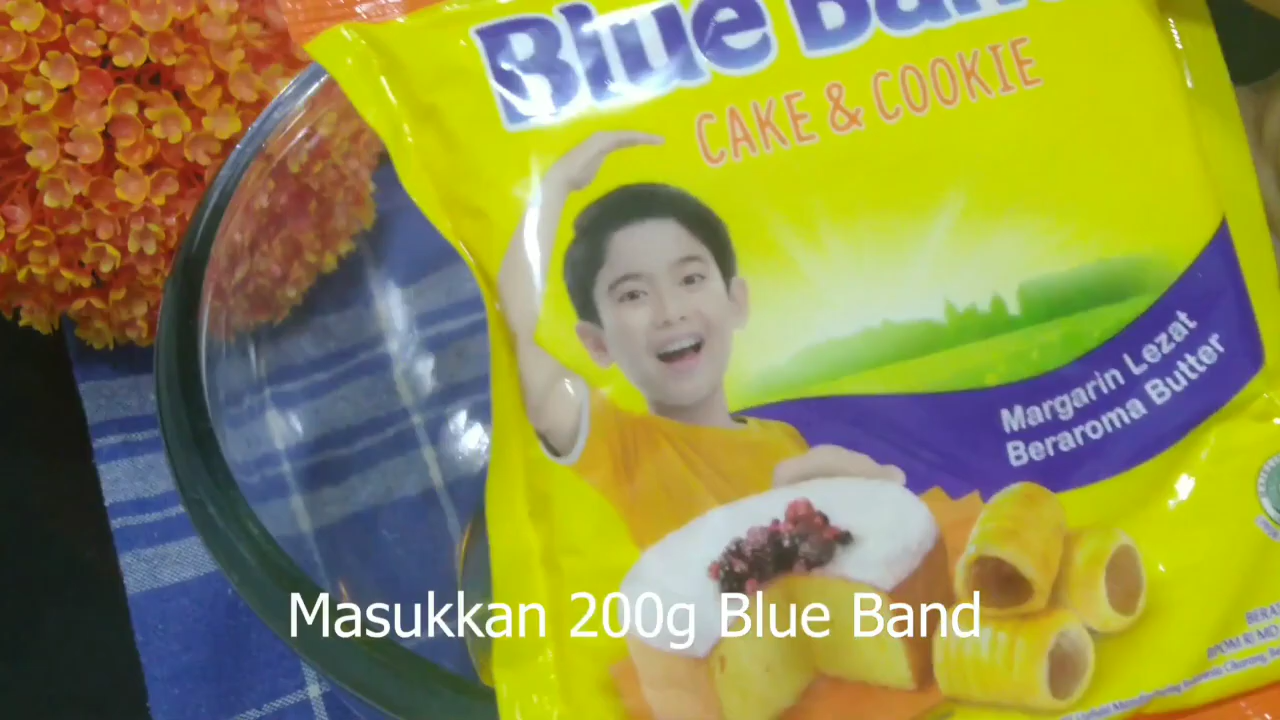 Blue Band
CAKE & COOKIE
Margarin Lezat
Beraroma Butter
Masukkan 200g Blue Band